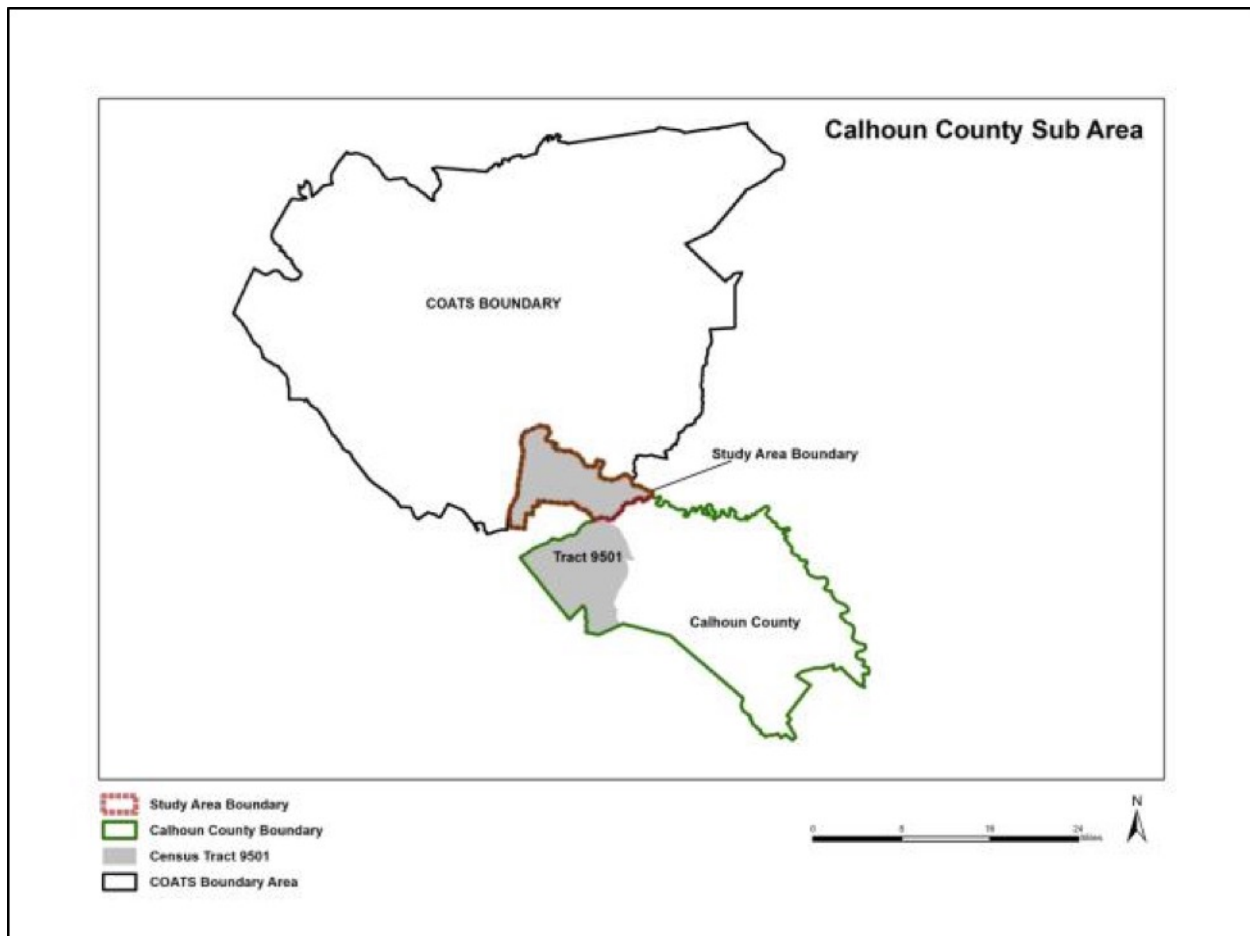 Calhoun County Sub Area
COATS BOUNDARY
Study Area Boundary
Tract 9501
Calhoun County
Study Area Boundary
Calhoun County Boundary
Census Tract 9501
COATS Boundary Area
N
0 8 16 24
Miles